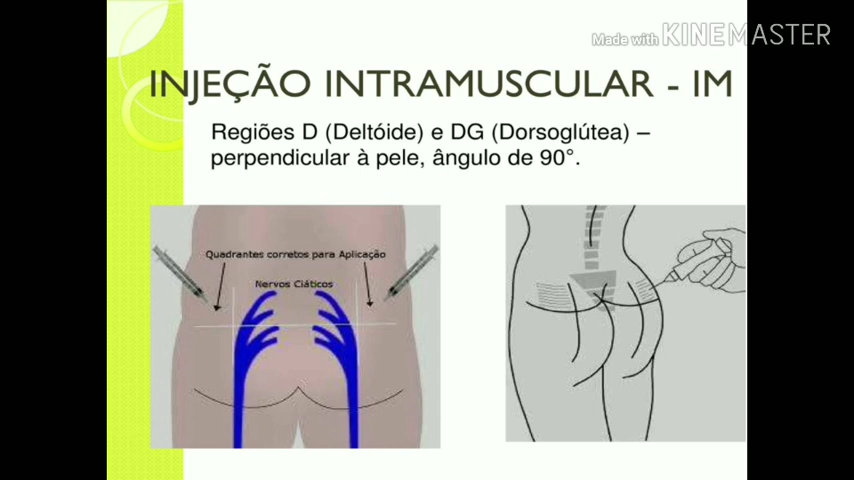 Made with KINEMASTER
INJEÇÃO INTRAMUSCULAR - IM
Regiões D (Deltóide) e DG (Dorsoglútea) –
perpendicular à pele, ângulo de 90°.
Quadrantes corretos para Aplicação
Nervos Ciáticos